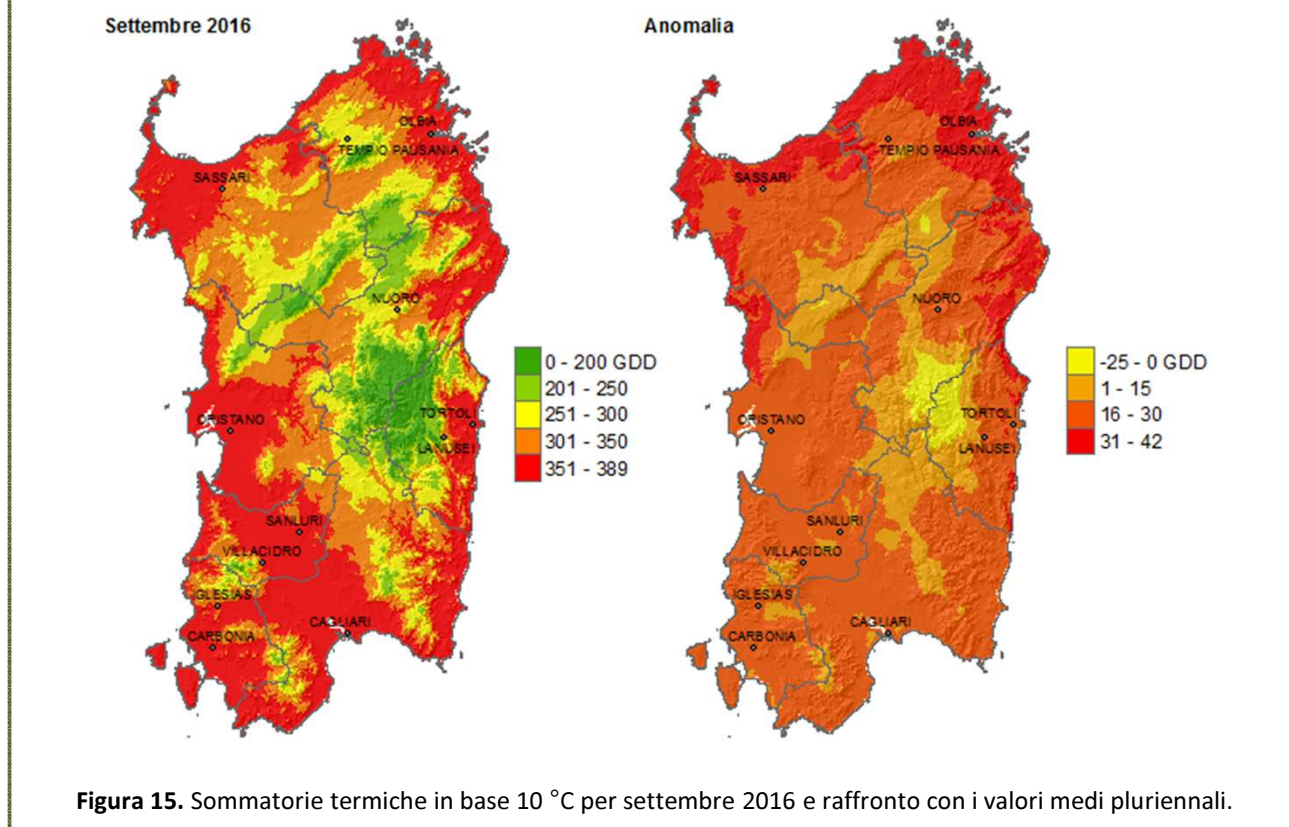 Settembre 2016
Anomalia
OLBIA
TEMPIO PAUSANIA
SASSARI
NUORO
ORISTANO
TORTOLI
LANUSEI
SANLURI
VILLACIDRO
IGLESIAS
CAGLIARI
CARBONIA
0 - 200 GDD
201 - 250
251 - 300
301 - 350
351 - 389
OLBIA
TEMPIO PAUSANIA
SASSARI
NUORO
ORISTANO
TORTOLI
LANUSEI
SANLURI
VILLACIDRO
IGLESIAS
CAGLIARI
CARBONIA
-25 - 0 GDD
1 - 15
16 - 30
31 - 42
Figura 15. Sommatorie termiche in base 10 °C per settembre 2016 e raffronto con i valori medi pluriennali.